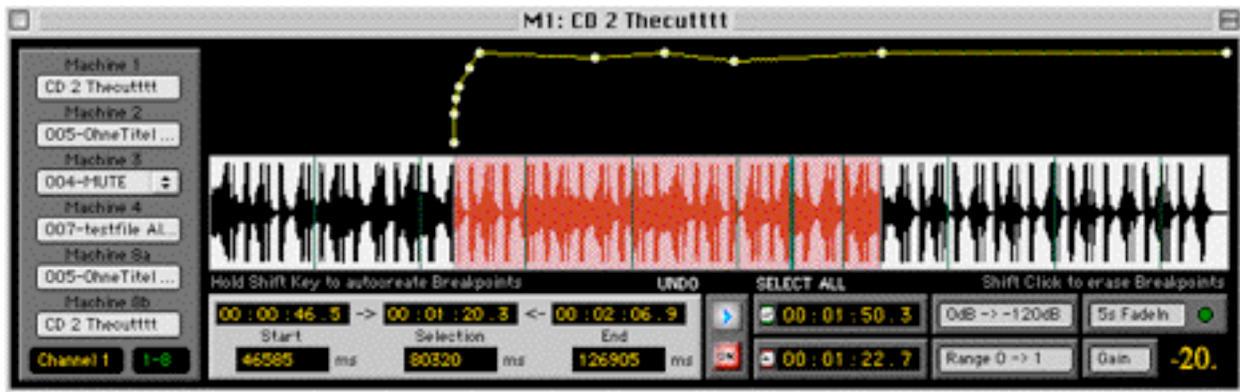 M1: CD 2 Thecutttt
Machine 1
CD 2 Thecutttt
Machine 2
005-OhneTitel ...
Machine 3
004-MUTE
Machine 4
007-testfile Al...
Machine 8a
005-OhneTitel ...
Machine 8b
CD 2 Thecutttt
Channel 1 1-8
Hold Shift Key to autocreate Breakpoints UNDO SELECT ALL Shift Click to erase Breakpoints
00 : 00 : 46 . 5 -> 00 : 01 : 20 . 3 <- 00 : 02 : 06 . 9
Start Selection End
46585 ms 80320 ms 126905 ms
ON
00 : 01 : 50 . 3 0dB -> -120dB 5s FadeIn
00 : 01 : 22 . 7 Range 0 -> 1 Gain -20.